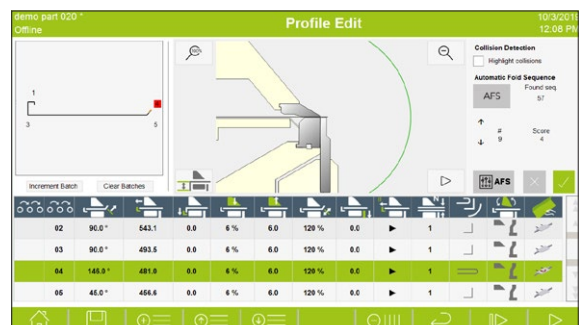 demo part 020 *
Offline
Profile Edit
10/3/201
12:08 PM
1
3
5
100%
Increment Batch
Clear Batches
Collision Detection
Highlight collisions
Automatic Fold Sequence
AFS
Found seq.
57
#
9
Score
4
AFS
02 90.0 ° 543.1 0.0 6 % 6.0 120 % 0.0 1
03 90.0 ° 493.5 0.0 6 % 6.0 120 % 0.0 1
04 145.0 ° 481.0 0.0 6 % 6.0 120 % 0.0 1
05 45.0 ° 456.6 0.0 6 % 6.0 120 % 0.0 1